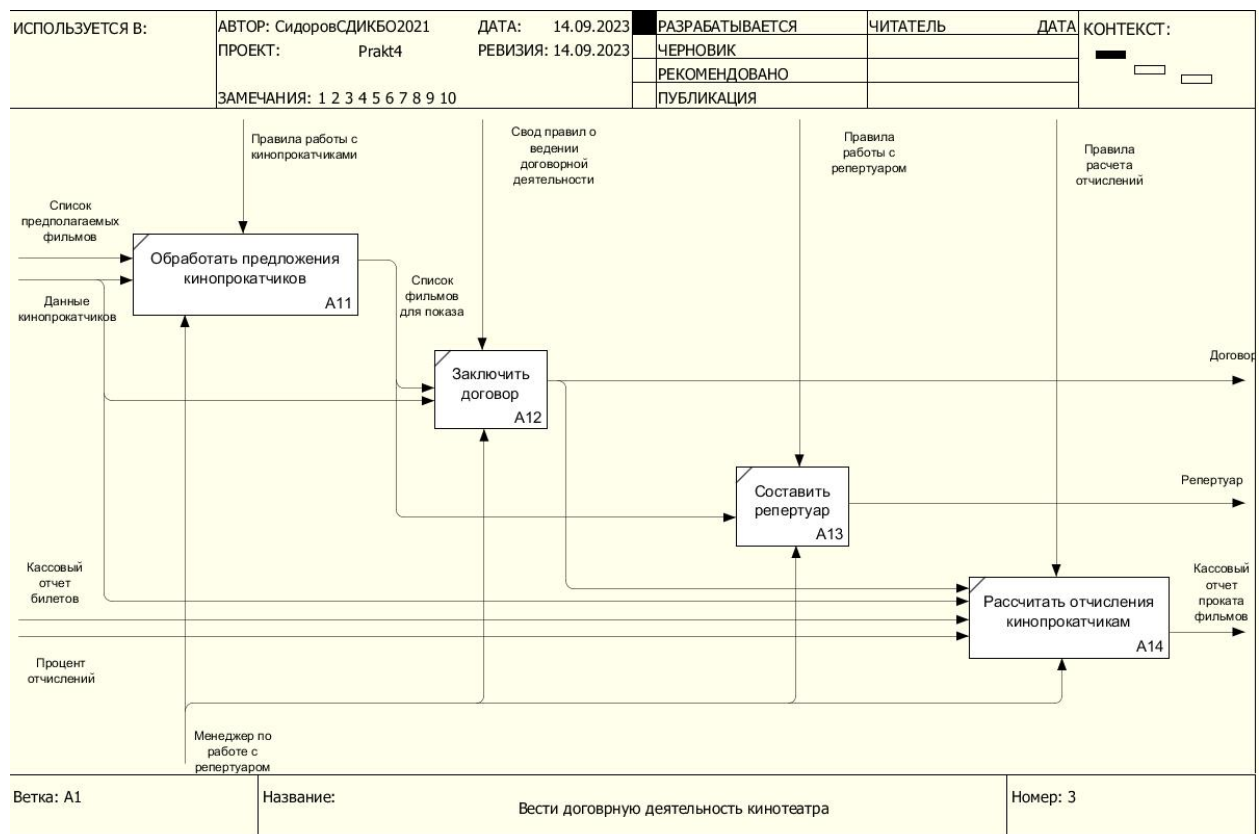 ИСПОЛЬЗУЕТСЯ В:
АВТОР: СидоровСДИКБО2021
ДАТА: 14.09.2023
ПРОЕКТ: Prakt4
РЕВИЗИЯ: 14.09.2023
ЗАМЕЧАНИЯ: 1 2 3 4 5 6 7 8 9 10
РАЗРАБАТЫВАЕТСЯ
ЧЕРНОВИК
РЕКОМЕНДОВАНО
ПУБЛИКАЦИЯ
ЧИТАТЕЛЬ
ДАТА
КОНТЕКСТ:
Правила работы с
кинопрокатчиками
Свод правил о
ведении
договорной
деятельности
Правила
работы с
репертуаром
Правила
расчета
отчислений
Список
предполагаемых
фильмов
Обработать предложения
кинопрокатчиков
A11
Данные
кинопрокатчиков
Список
фильмов
для показа
Заключить
договор
A12
Договор
Составить
репертуар
A13
Репертуар
Кассовый
отчет
билетов
Рассчитать отчисления
кинопрокатчикам
A14
Кассовый
отчет
проката
фильмов
Процент
отчислений
Менеджер по
работе с
репертуаром
Ветка: A1
Название:
Вести договрную деятельность кинотеатра
Номер: 3